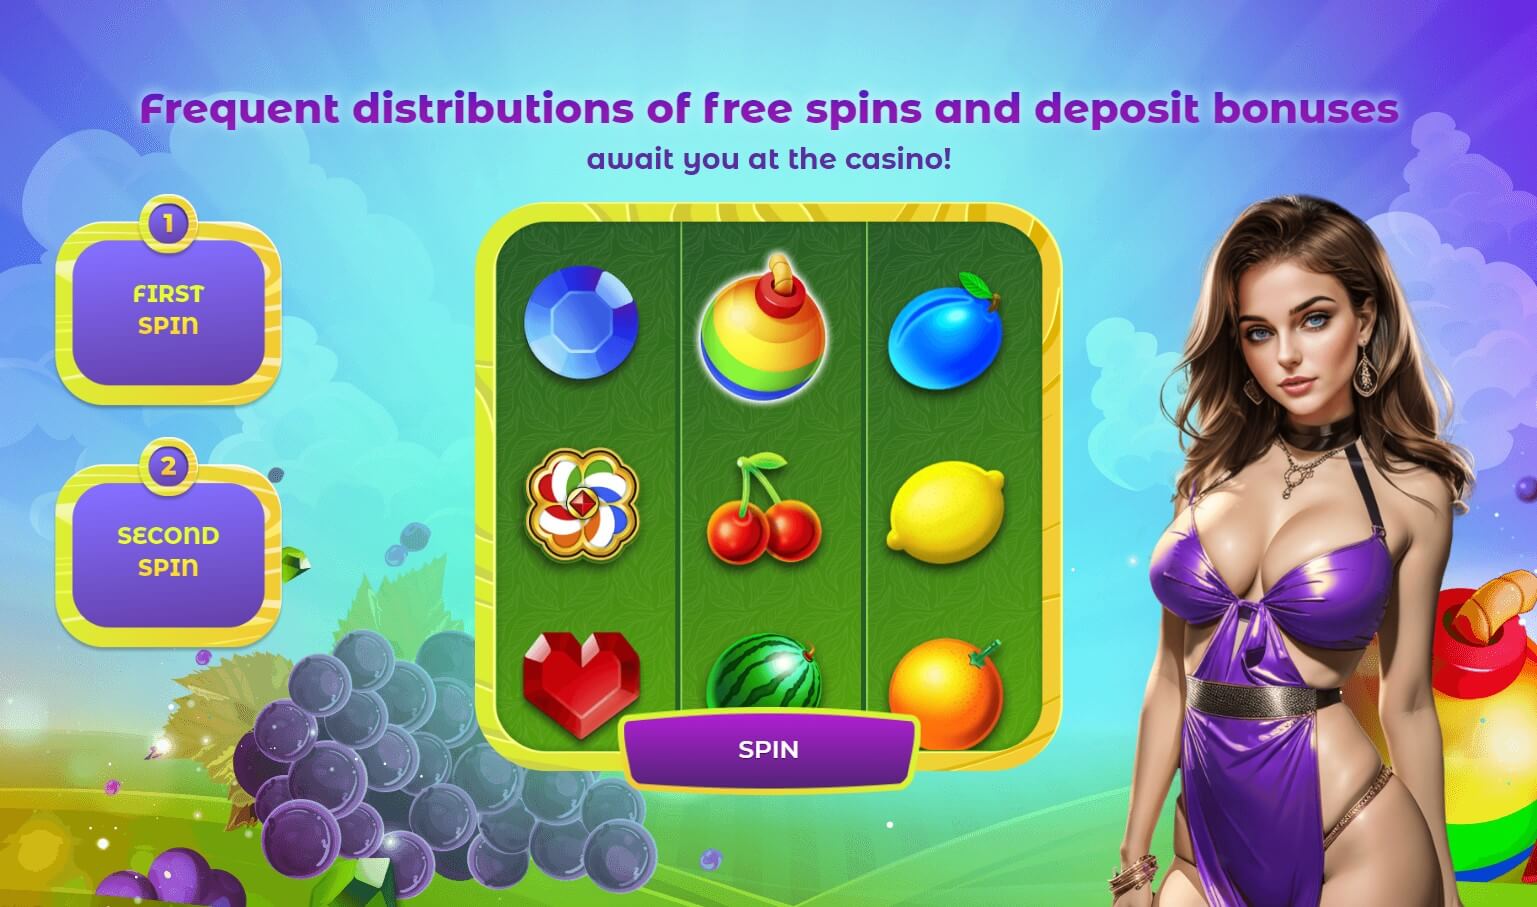 Frequent distributions of free spins and deposit bonuses
await you at the casino!
1
FIRST
SPIN
2
SECOND
SPIN
SPIN